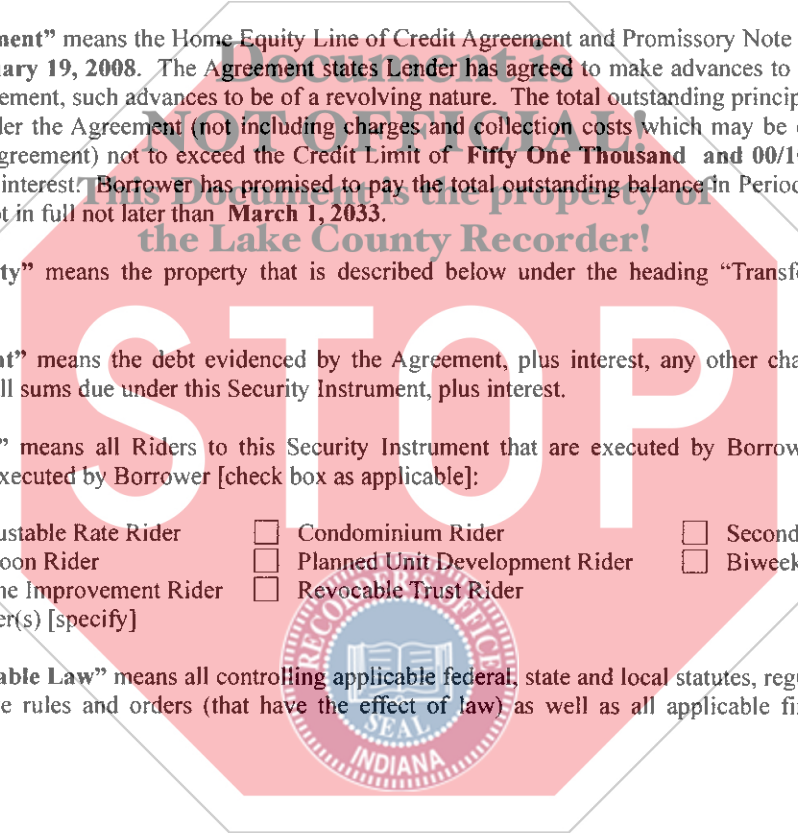 ment” means the Home Equity Line of Credit Agreement and Promissory Note
uary 19, 2008. The Agreement states Lender has agreed to make advances to
ement, such advances to be of a revolving nature. The total outstanding princip
der the Agreement (not including charges and collection costs which may be
greement) not to exceed the Credit Limit of Fifty One Thousand and 00/1
interest. Borrower has promised to pay the total outstanding balance in Period
t in full not later than March 1, 2033.
Document is
NOT OFFICIAL!
This Document is the property of
the Lake County Recorder!
ty” means the property that is described below under the heading “Transfe
STOP
nt” means the debt evidenced by the Agreement, plus interest, any other cha
ll sums due under this Security Instrument, plus interest.
” means all Riders to this Security Instrument that are executed by Borrow
xecuted by Borrower [check box as applicable]:
ustable Rate Rider Condominium Rider Second
oon Rider Planned Unit Development Rider Biweek
ne Improvement Rider Revocable Trust Rider
er(s) [specify]
able Law” means all controlling applicable federal, state and local statutes, regu
e rules and orders (that have the effect of law) as well as all applicable fi
RECORDER'S OFFICE
SEAL
INDIANA